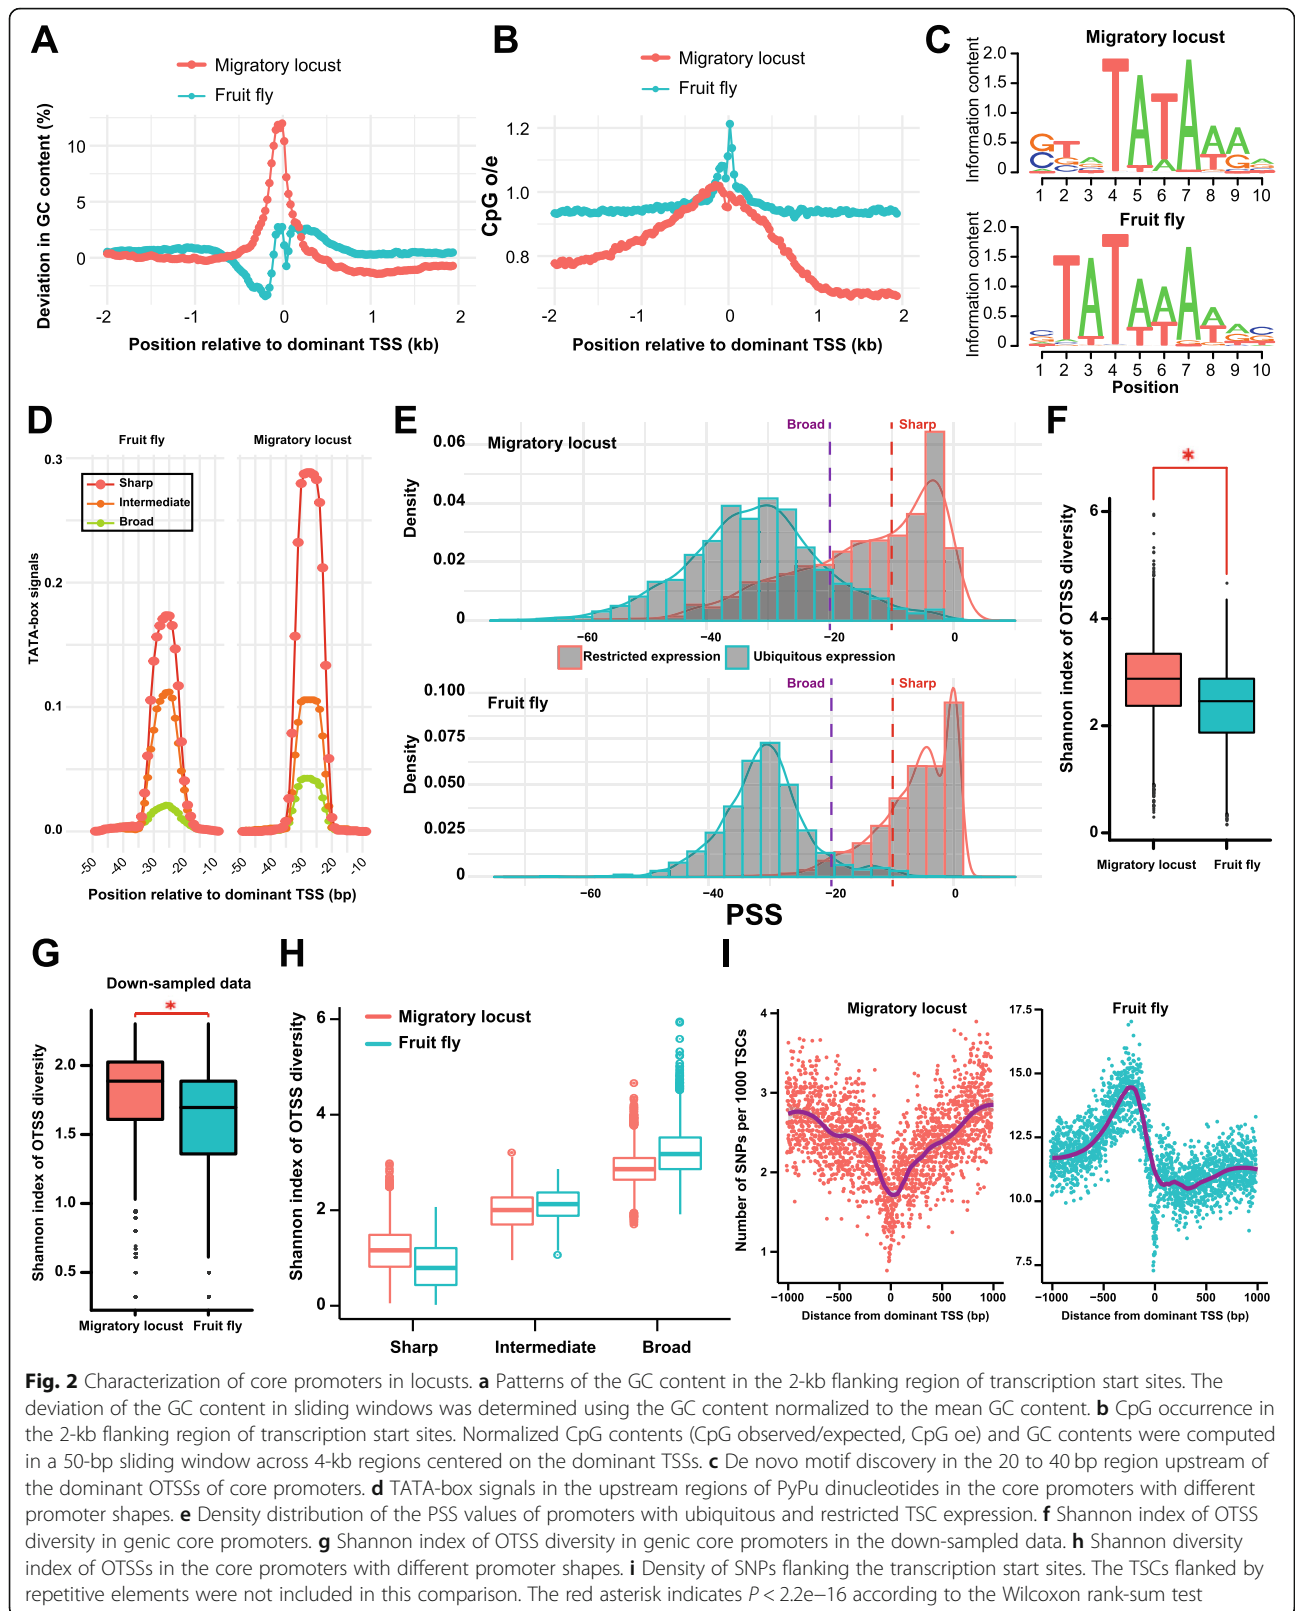 A
Migratory locust
Fruit fly
Deviation in GC content (%)
10
5
0
-2
-1
0
1
2
Position relative to dominant TSS (kb)
B
Migratory locust
Fruit fly
CpG o/e
1.2
1.0
0.8
-2
-1
0
1
2
Position relative to dominant TSS (kb)
C
Migratory locust
Information content
2.0
1.5
1.0
0.5
0
TATA
1 2 3 4 5 6 7 8 9 10
Fruit fly
Information content
2.0
1.5
1.0
0.5
0
TATAAA
1 2 3 4 5 6 7 8 9 10
Position
D
Fruit fly
Migratory locust
Sharp
Intermediate
Broad
TATA-box signals
0.3
0.2
0.1
0.0
-50 -40 -30 -20 -10
-50 -40 -30 -20 -10
Position relative to dominant TSS (bp)
E
Migratory locust
Broad
Sharp
Density
0.06
0.04
0.02
0
−60 −40 −20 0
Restricted expression
Ubiquitous expression
Fruit fly
Broad
Sharp
Density
0.100
0.075
0.050
0.025
0
−60 −40 −20 0
PSS
F
*
Shannon index of OTSS diversity
6
4
2
0
Migratory locust
Fruit fly
G
Down-sampled data
*
Shannon index of OTSS diversity
2.0
1.5
1.0
0.5
Migratory locust Fruit fly
H
Migratory locust
Fruit fly
Shannon index of OTSS diversity
6
4
2
0
Sharp
Intermediate
Broad
I
Migratory locust
Number of SNPs per 1000 TSCs
4
3
2
1
−1000 −500 0 500 1000
Distance from dominant TSS (bp)
Fruit fly
17.5
15.0
12.5
10.0
7.5
−1000 −500 0 500 1000
Distance from dominant TSS (bp)
Fig. 2 Characterization of core promoters in locusts. a Patterns of the GC content in the 2-kb flanking region of transcription start sites. The
deviation of the GC content in sliding windows was determined using the GC content normalized to the mean GC content. b CpG occurrence in
the 2-kb flanking region of transcription start sites. Normalized CpG contents (CpG observed/expected, CpG oe) and GC contents were computed
in a 50-bp sliding window across 4-kb regions centered on the dominant TSSs. c De novo motif discovery in the 20 to 40 bp region upstream of
the dominant OTSSs of core promoters. d TATA-box signals in the upstream regions of PyPu dinucleotides in the core promoters with different
promoter shapes. e Density distribution of the PSS values of promoters with ubiquitous and restricted TSC expression. f Shannon index of OTSS
diversity in genic core promoters. g Shannon index of OTSS diversity in genic core promoters in the down-sampled data. h Shannon diversity
index of OTSSs in the core promoters with different promoter shapes. i Density of SNPs flanking the transcription start sites. The TSCs flanked by
repetitive elements were not included in this comparison. The red asterisk indicates P < 2.2e−16 according to the Wilcoxon rank-sum test